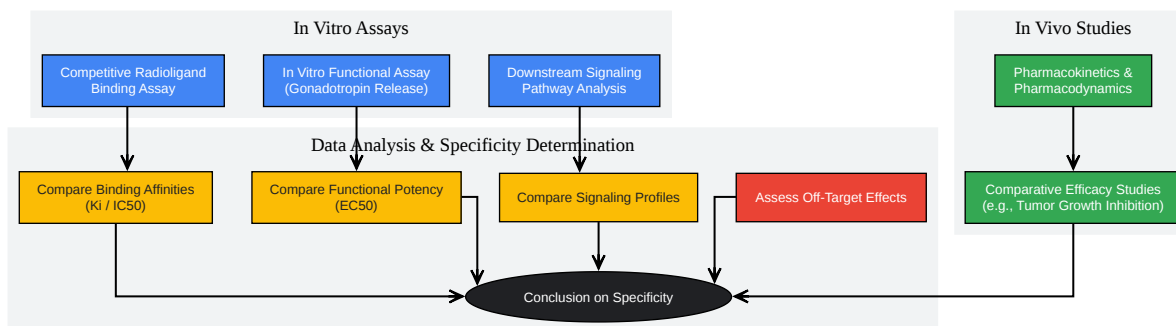 In Vitro Assays
In Vivo Studies
Competitive Radioligand
Binding Assay
In Vitro Functional Assay
(Gonadotropin Release)
Downstream Signaling
Pathway Analysis
Pharmacokinetics &
Pharmacodynamics
Data Analysis & Specificity Determination
Compare Binding Affinities
(Ki / IC50)
Compare Functional Potency
(EC50)
Compare Signaling Profiles
Assess Off-Target Effects
Comparative Efficacy Studies
(e.g., Tumor Growth Inhibition)
Conclusion on Specificity